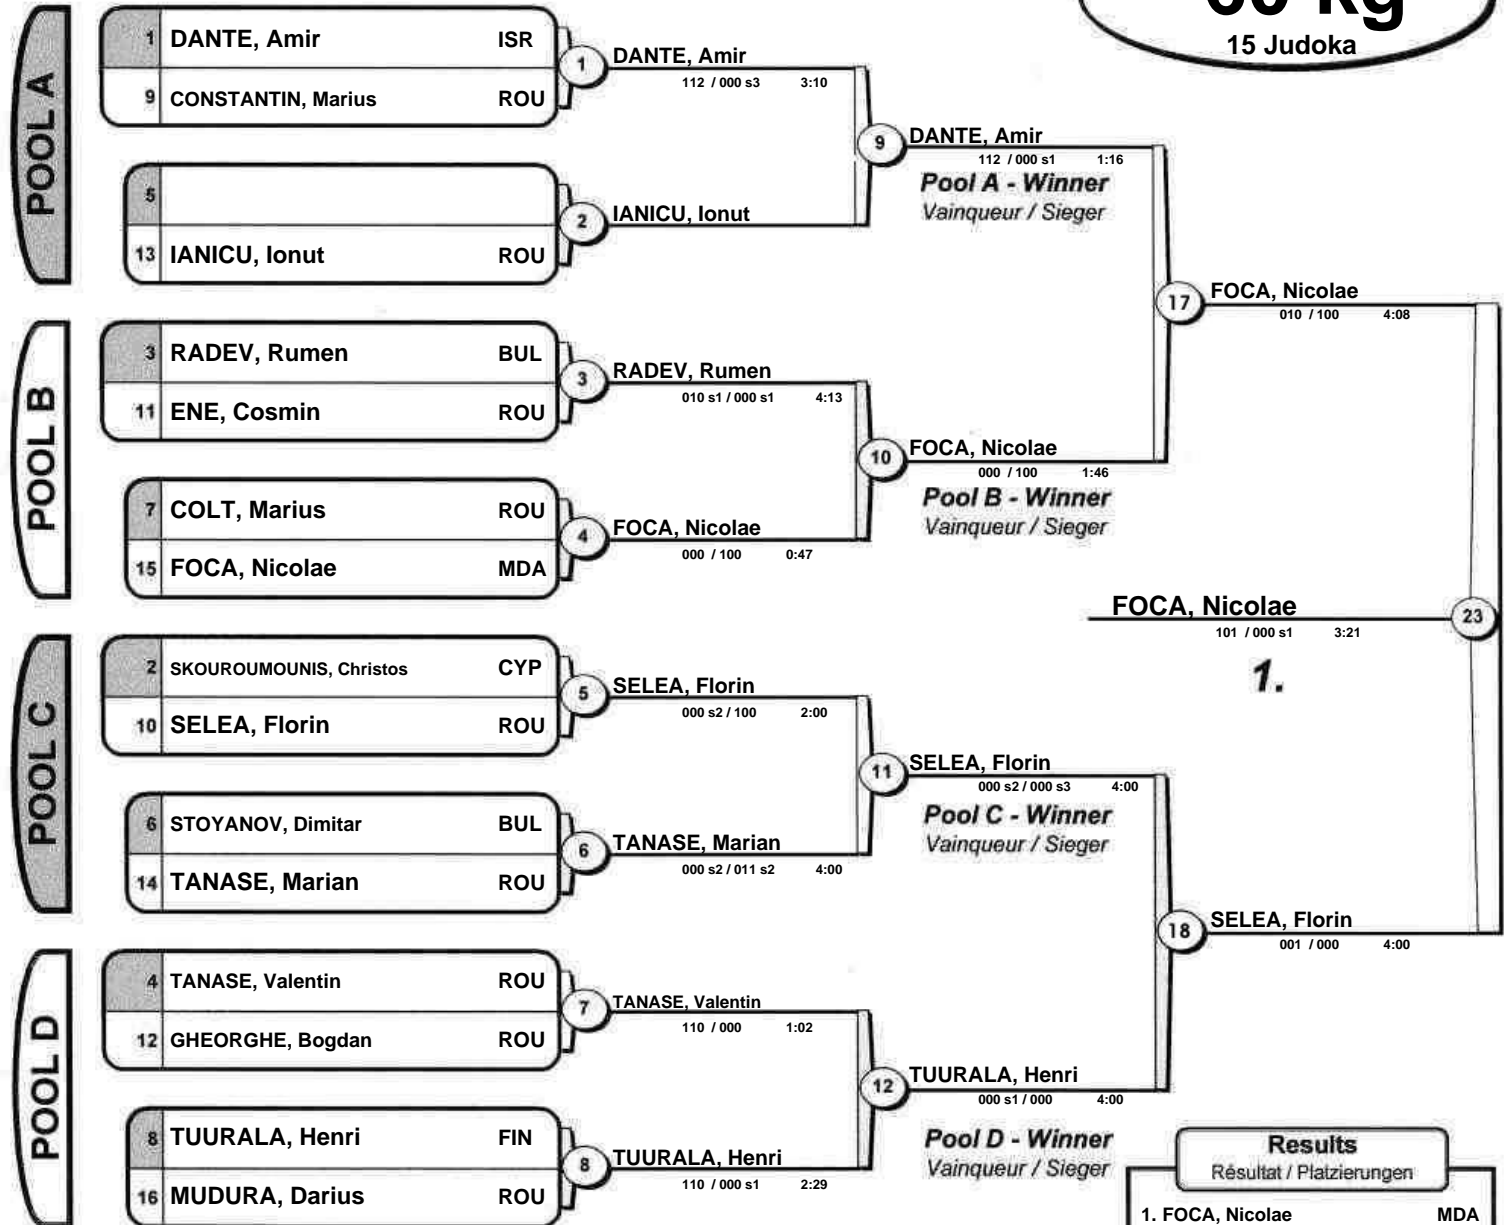 60 kg
15 Judoka
POOL A
1 DANTE, Amir ISR
9 CONSTANTIN, Marius ROU
5
13 IANICU, Ionut ROU
1 DANTE, Amir
112 / 000 s3 3:10
2 IANICU, Ionut
9 DANTE, Amir
112 / 000 s1 1:16
Pool A - Winner
Vainqueur / Sieger
POOL B
3 RADEV, Rumen BUL
11 ENE, Cosmin ROU
7 COLT, Marius ROU
15 FOCA, Nicolae MDA
3 RADEV, Rumen
010 s1 / 000 s1 4:13
4 FOCA, Nicolae
000 / 100 0:47
10 FOCA, Nicolae
000 / 100 1:46
Pool B - Winner
Vainqueur / Sieger
17 FOCA, Nicolae
010 / 100 4:08
FOCA, Nicolae 23
101 / 000 s1 3:21
1.
POOL C
2 SKOUROUMOUNIS, Christos CYP
10 SELEA, Florin ROU
6 STOYANOV, Dimitar BUL
14 TANASE, Marian ROU
5 SELEA, Florin
000 s2 / 100 2:00
6 TANASE, Marian
000 s2 / 011 s2 4:00
11 SELEA, Florin
000 s2 / 000 s3 4:00
Pool C - Winner
Vainqueur / Sieger
18 SELEA, Florin
001 / 000 4:00
POOL D
4 TANASE, Valentin ROU
12 GHEORGHE, Bogdan ROU
8 TUURALA, Henri FIN
16 MUDURA, Darius ROU
7 TANASE, Valentin
110 / 000 1:02
8 TUURALA, Henri
110 / 000 s1 2:29
12 TUURALA, Henri
000 s1 / 000 4:00
Pool D - Winner
Vainqueur / Sieger
Results
Résultat / Platzierungen
1. FOCA, Nicolae MDA